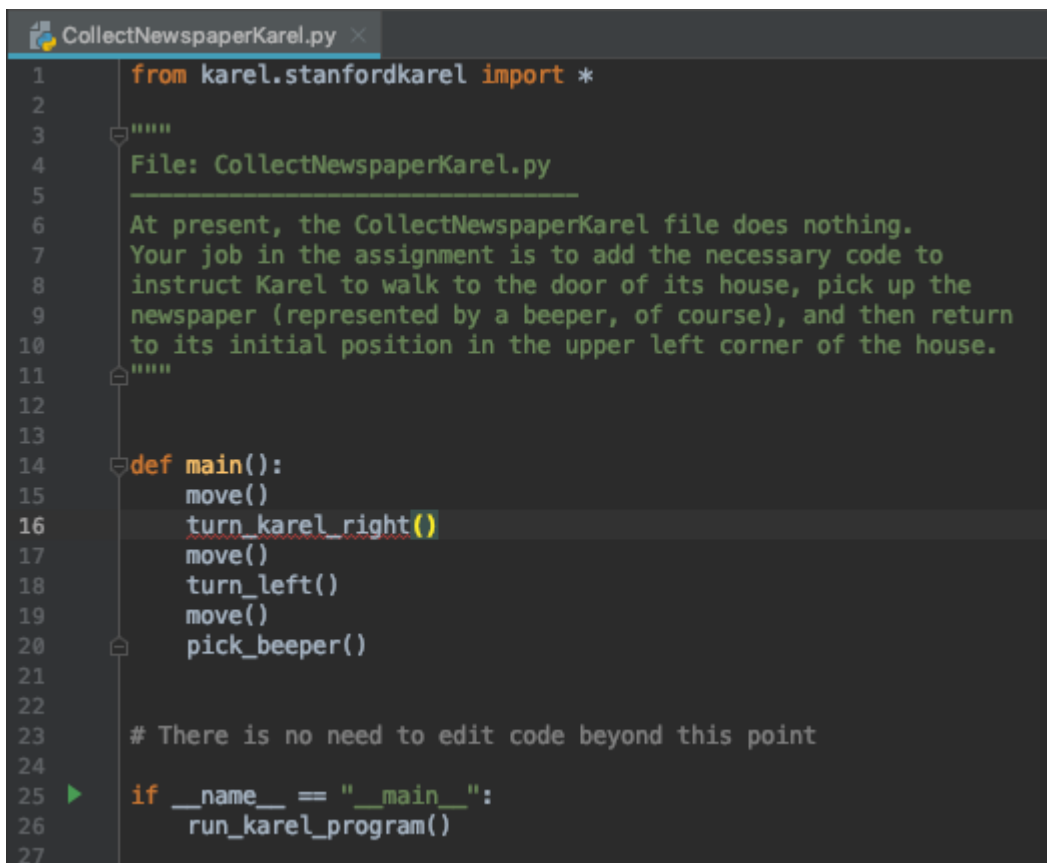 CollectNewspaperKarel.py ×
1 from karel.stanfordkarel import *
2
3 """
4 File: CollectNewspaperKarel.py
5 --------------------------------
6 At present, the CollectNewspaperKarel file does nothing.
7 Your job in the assignment is to add the necessary code to
8 instruct Karel to walk to the door of its house, pick up the
9 newspaper (represented by a beeper, of course), and then return
10 to its initial position in the upper left corner of the house.
11 """
12
13
14 def main():
15     move()
16     turn_karel_right()
17     move()
18     turn_left()
19     move()
20     pick_beeper()
21
22
23 # There is no need to edit code beyond this point
24
25 if __name__ == "__main__":
26     run_karel_program()
27